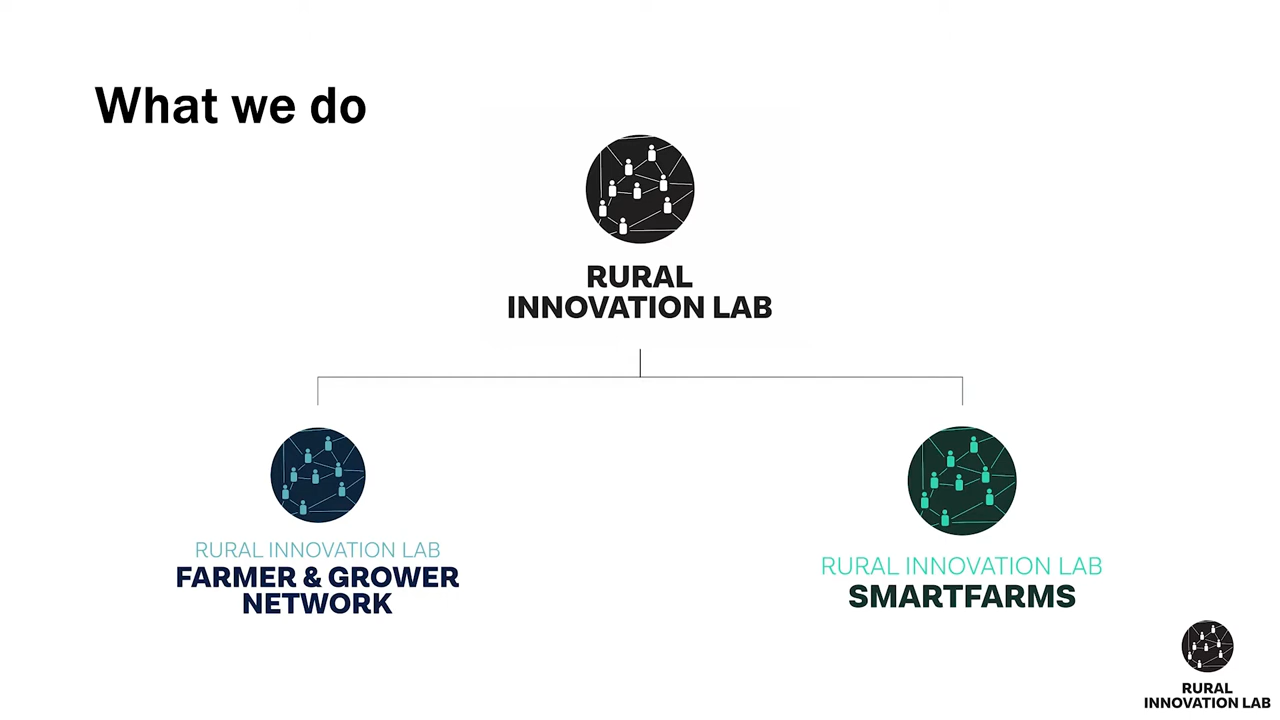 What we do
RURAL
INNOVATION LAB
RURAL INNOVATION LAB
FARMER & GROWER
NETWORK
RURAL INNOVATION LAB
SMARTFARMS
RURAL
INNOVATION LAB